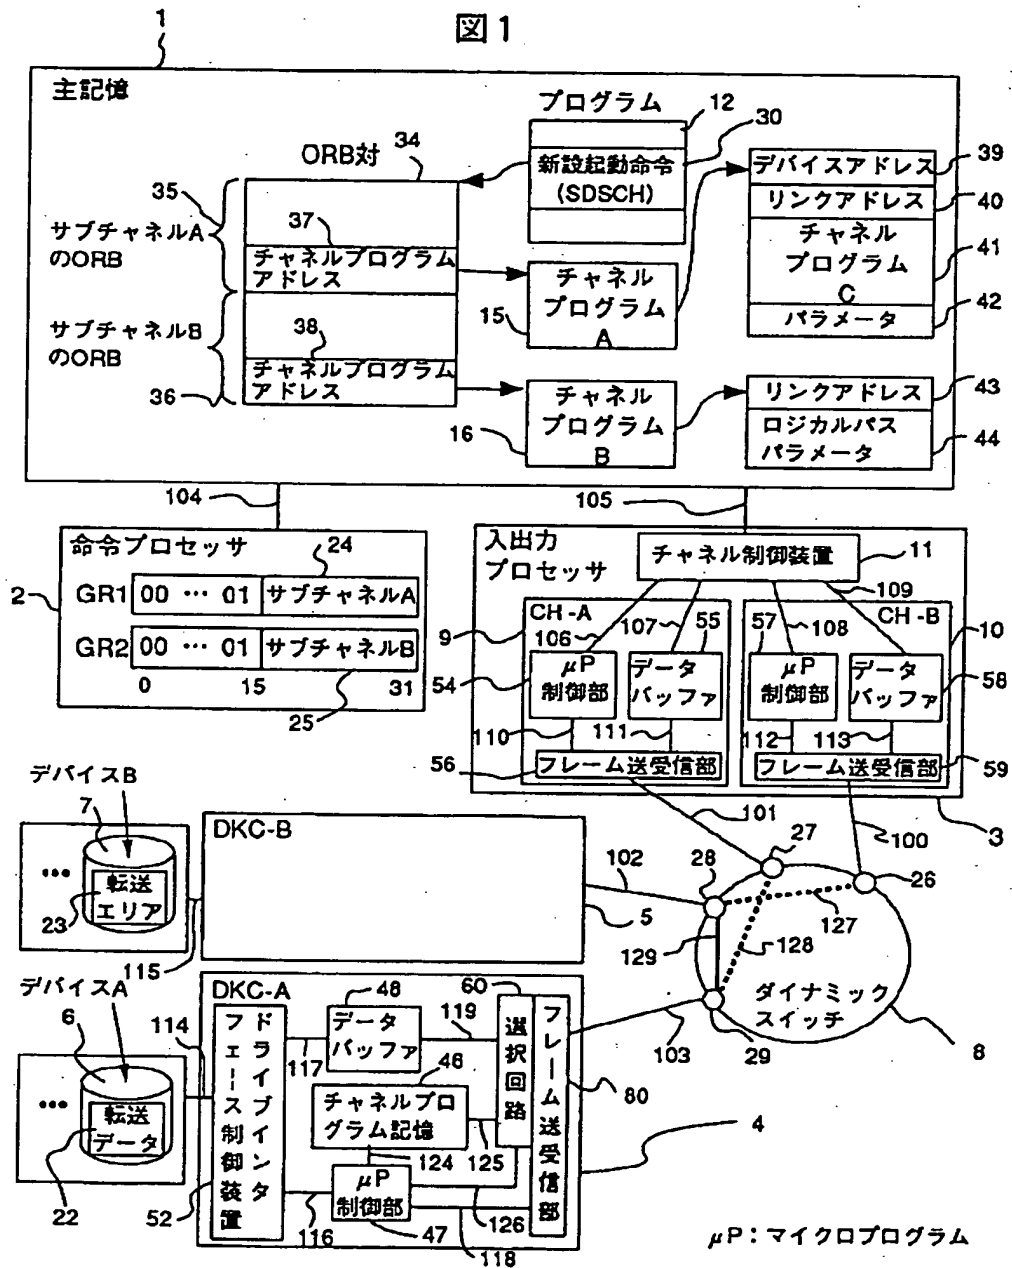 図1
1
主記憶
プログラム
12
30
ORB対
34
新設起動命令
(SDSCH)
デバイスアドレス
39
リンクアドレス
40
チャネル
プログラム
C
41
パラメータ
42
35
サブチャネルA
のORB
37
チャネルプログラム
アドレス
チャネル
プログラム
A
15
サブチャネルB
のORB
38
チャネルプログラム
アドレス
36
チャネル
プログラム
B
16
リンクアドレス
43
ロジカルパス
パラメータ
44
104
105
命令プロセッサ
24
2
GR1
00 … 01
サブチャネルA
GR2
00 … 01
サブチャネルB
0
15
31
25
入出力
プロセッサ
チャネル制御装置
11
109
CH-A
CH-B
9
106
107
55
57
108
10
54
μP
制御部
データ
バッファ
μP
制御部
データ
バッファ
58
110
111
112
113
56
フレーム送受信部
フレーム送受信部
59
3
デバイスB
7
転送
エリア
23
115
DKC-B
5
101
27
100
102
28
26
127
129
128
ダイナミック
スイッチ
29
103
8
デバイスA
6
転送
データ
22
114
DKC-A
48
60
ドライブインタ
フェース制御装置
52
データ
バッファ
117
119
46
チャネルプロ
グラム記憶
選択回路
フレーム送受信部
80
4
124
125
μP
制御部
116
47
126
118
μP:マイクロプログラム